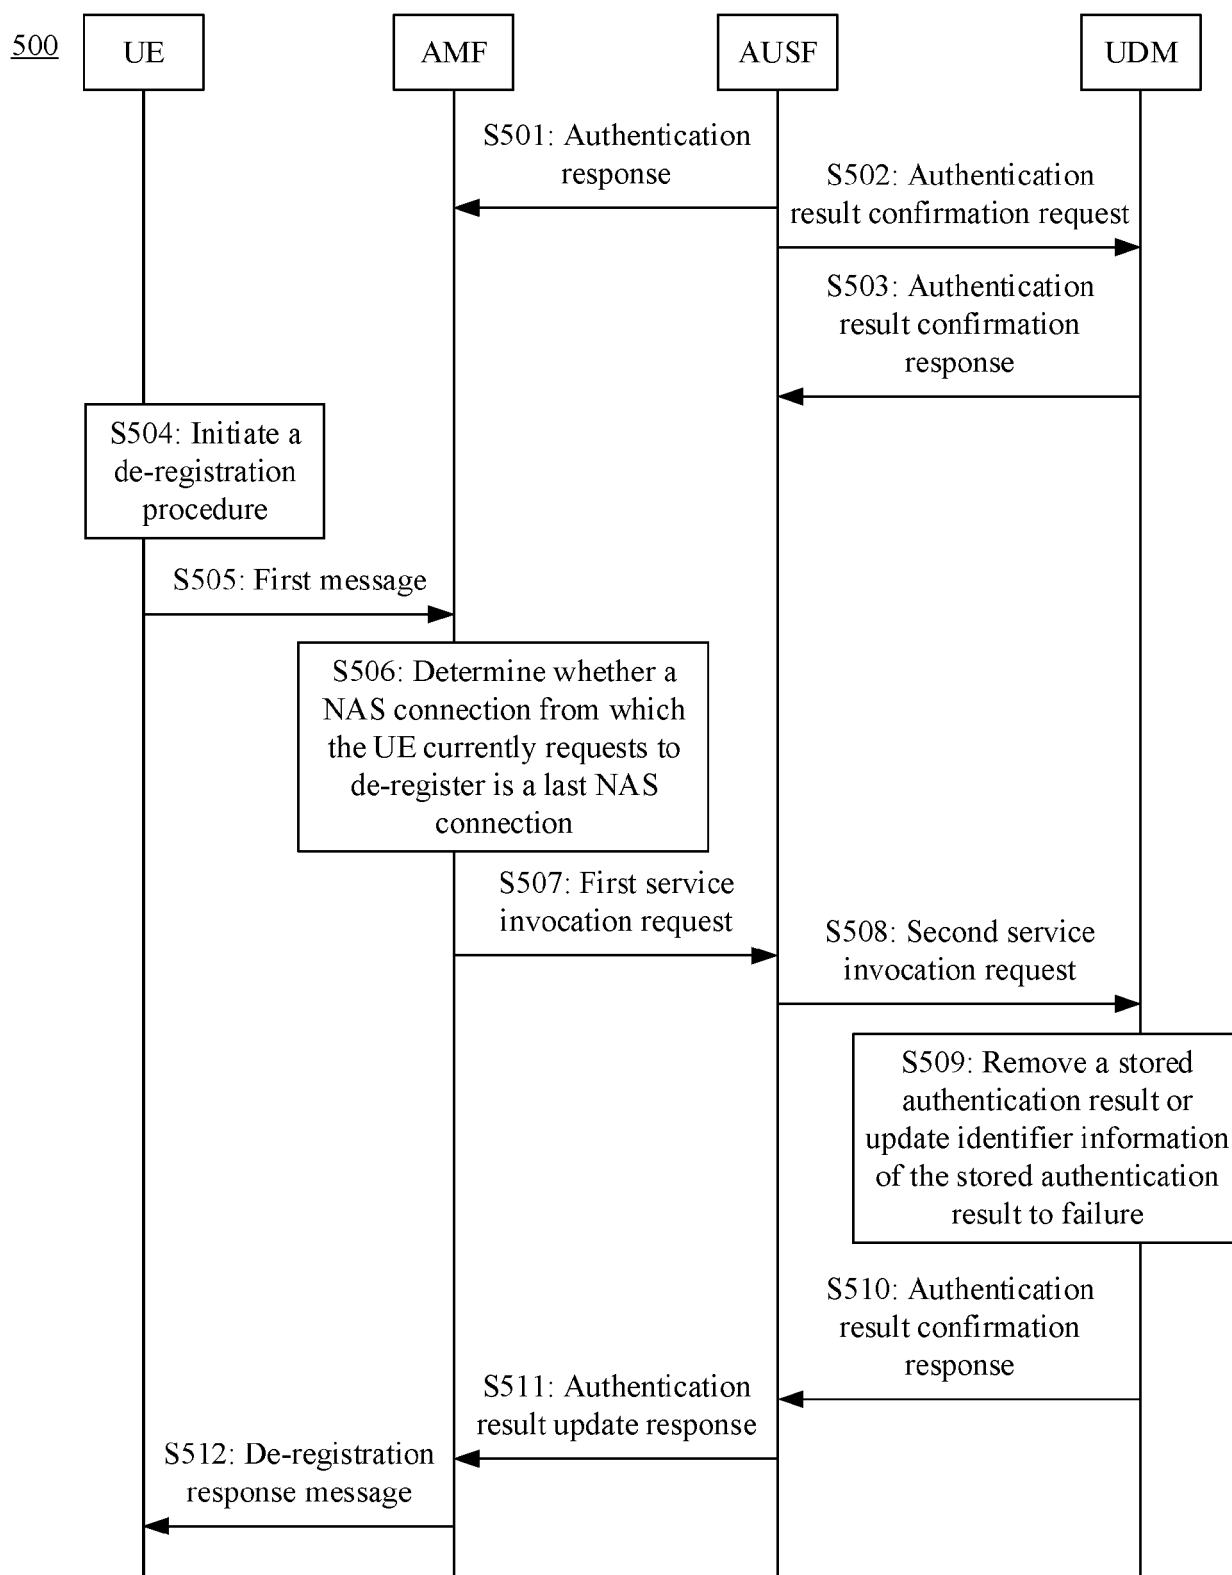 500
UE
AMF
AUSF
UDM
S501: Authentication
response
S502: Authentication
result confirmation request
S503: Authentication
result confirmation
response
S504: Initiate a
de-registration
procedure
S505: First message
S506: Determine whether a
NAS connection from which
the UE currently requests to
de-register is a last NAS
connection
S507: First service
invocation request
S508: Second service
invocation request
S509: Remove a stored
authentication result or
update identifier information
of the stored authentication
result to failure
S510: Authentication
result confirmation
response
S511: Authentication
result update response
S512: De-registration
response message